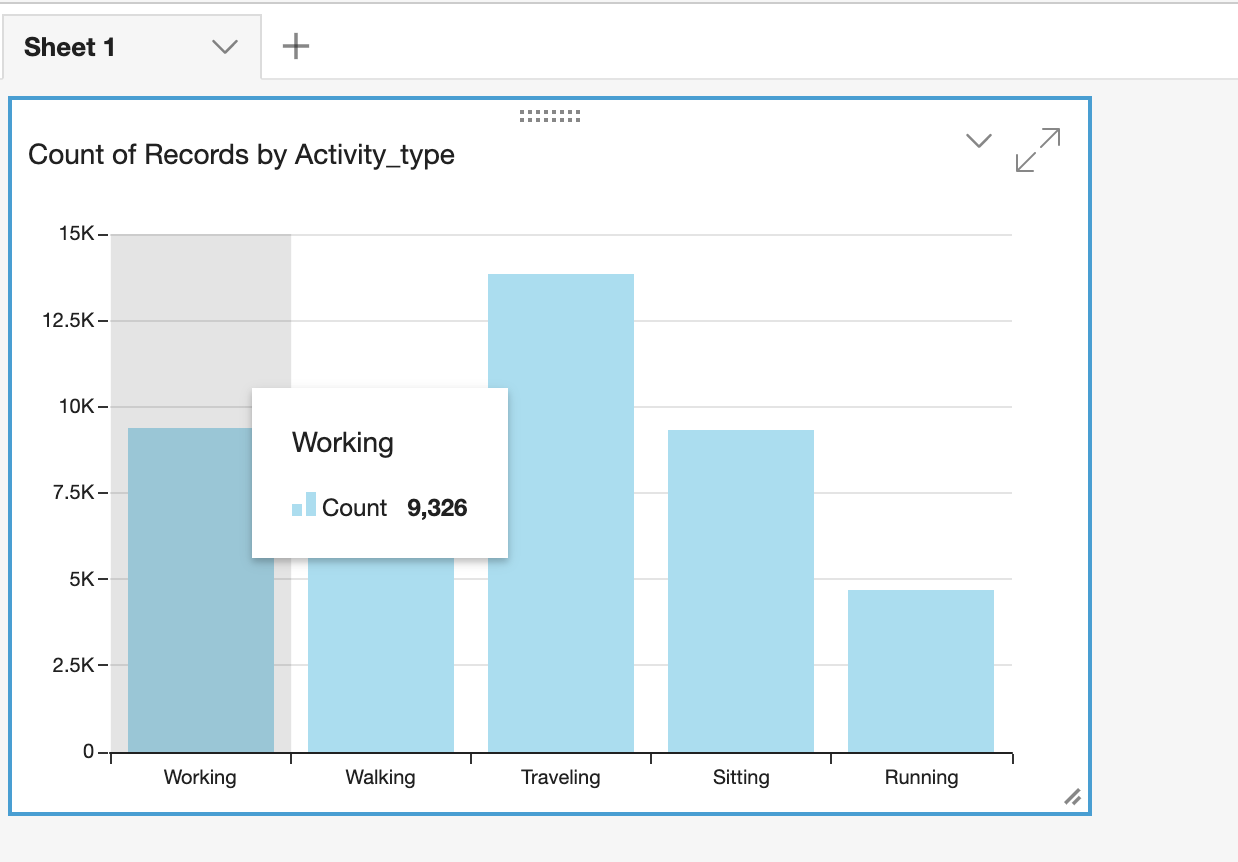 Sheet 1
Count of Records by Activity_type
15K
12.5K
10K
7.5K
5K
2.5K
0
Working
Count 9,326
Working Walking Traveling Sitting Running